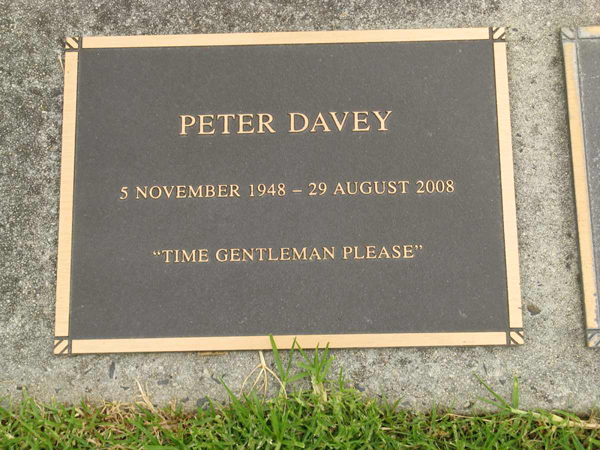 PETER DAVEY
5 NOVEMBER 1948 – 29 AUGUST 2008
“TIME GENTLEMAN PLEASE”